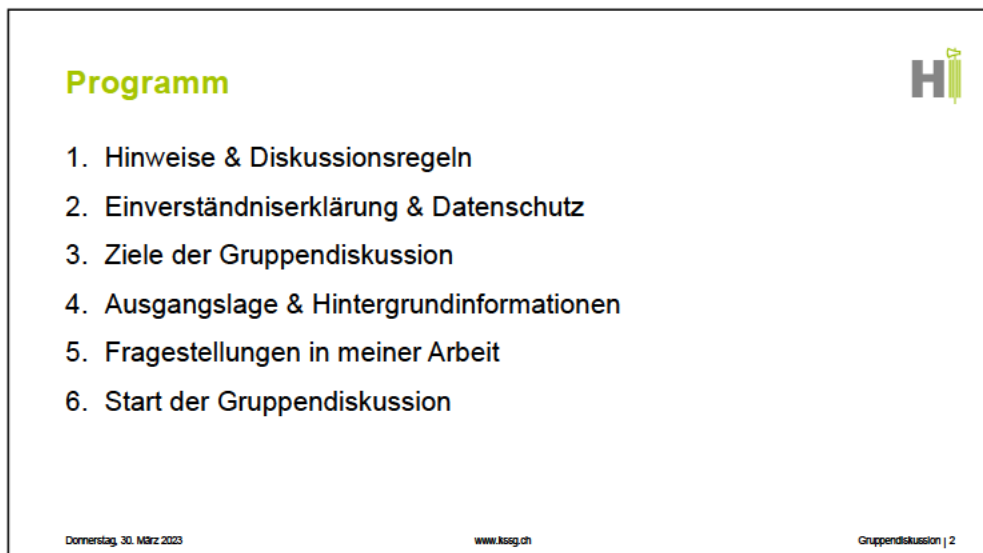 Programm
HI
1. Hinweise & Diskussionsregeln
2. Einverständniserklärung & Datenschutz
3. Ziele der Gruppendiskussion
4. Ausgangslage & Hintergrundinformationen
5. Fragestellungen in meiner Arbeit
6. Start der Gruppendiskussion
Donnerstag, 30. März 2023 www.kssg.ch Gruppendiskussion | 2